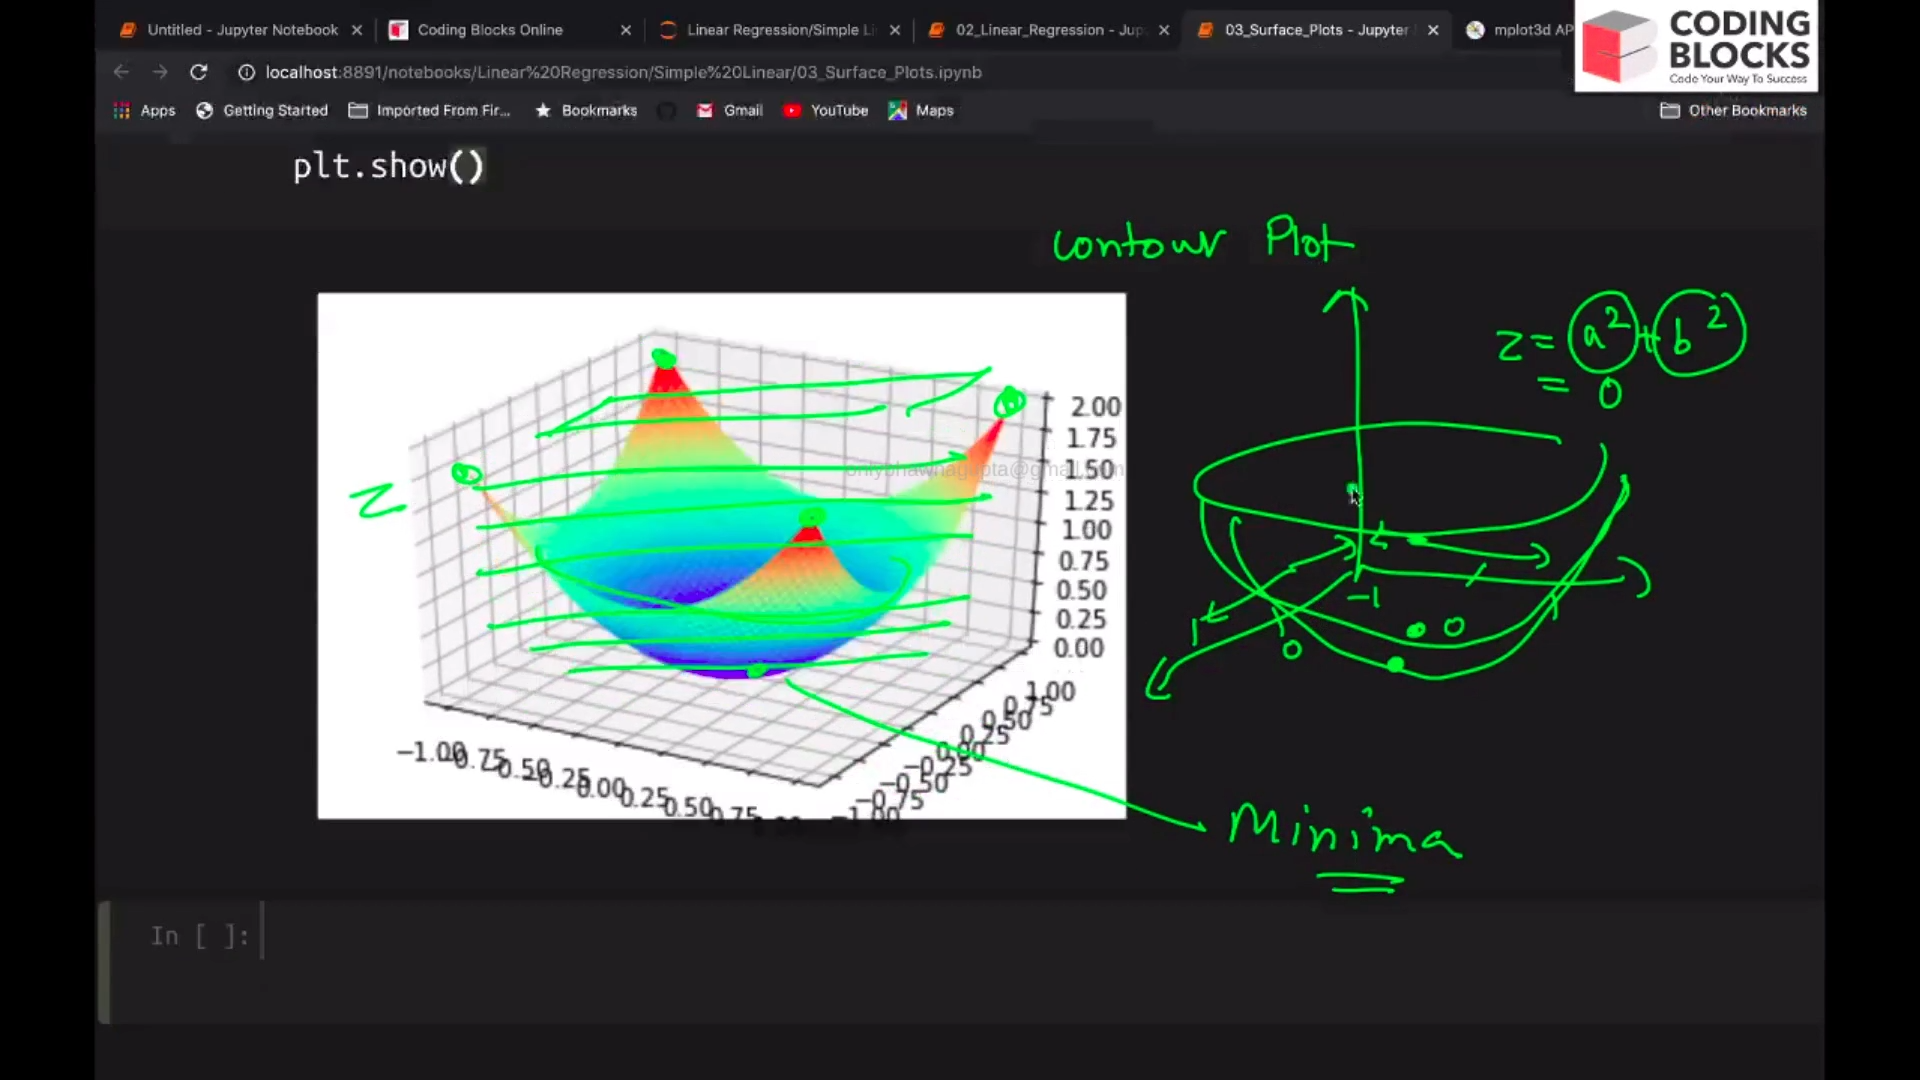 Untitled - Jupyter Notebook
Coding Blocks Online
Linear Regression/Simple Li
02_Linear_Regression - Jup
03_Surface_Plots - Jupyter
mplot3d AP
CODING BLOCKS
Code Your Way To Success
localhost:8891/notebooks/Linear%20Regression/Simple%20Linear/03_Surface_Plots.ipynb
Apps
Getting Started
Imported From Fir...
Bookmarks
Gmail
YouTube
Maps
Other Bookmarks
plt.show()
Contour Plot
z = a² + b²
= 0
Z
onlybhawnagupta@gmail.com
2.00
1.75
1.50
1.25
1.00
0.75
0.50
0.25
0.00
-1
0
0
1.00
0.75
0.50
0.25
0.00
−0.25
−0.50
−0.75
−1.00
−1.00
−0.75
−0.50
−0.25
0.00
0.25
0.50
0.75
Minima
In [ ]: